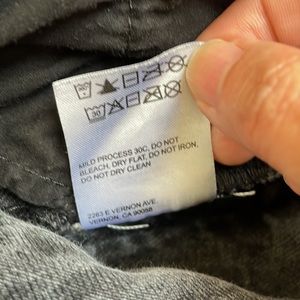 30
MILD PROCESS 30C, DO NOT
BLEACH, DRY FLAT, DO NOT IRON,
DO NOT DRY CLEAN
2263 E VERNON AVE.
VERNON, CA 90058